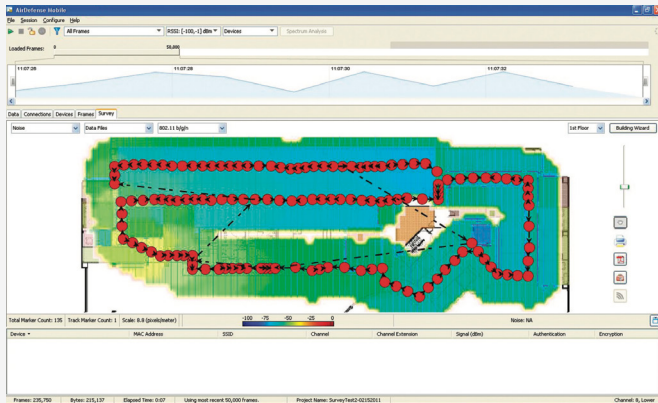 AirDefense Mobile
File Session Configure Help
All Frames RSSI: [-100,-1] dBm Devices Spectrum Analysis
Loaded Frames: 0 50,000
11:07:28 11:07:28 11:07:30 11:07:32
Data Connections Devices Frames Survey
Noise Data Files 802.11 b/g/n 1st Floor Building Wizard
Total Marker Count: 135 Track Marker Count: 1 Scale: 8.8 (pixels/meter) -100 -75 -50 -25 0 Noise: NA
Device MAC Address SSID Channel Channel Extension Signal (dBm) Authentication Encryption
Frames: 235,750 Bytes: 215,137 Elapsed Time: 0:07 Using most recent 50,000 frames. Project Name: SurveyTest2-02152011 Channel: 8, Lower